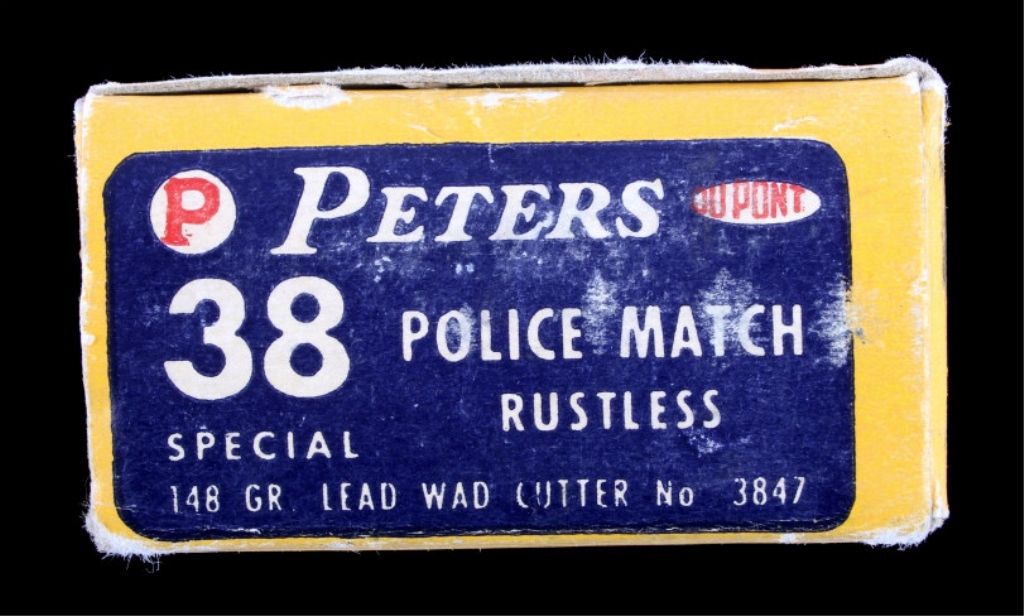 P PETERS DU PONT
38 POLICE MATCH
RUSTLESS
SPECIAL
148 GR. LEAD WAD CUTTER No 3847